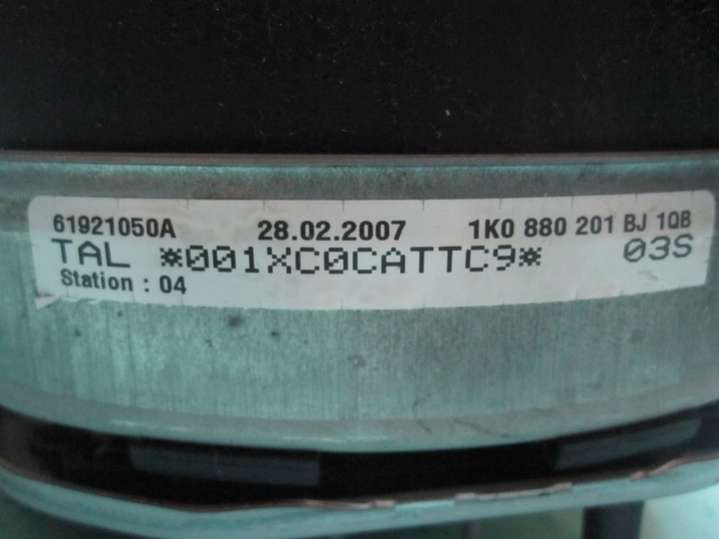 61921050A 28.02.2007 1K0 880 201 BJ 1QB
TAL *001XC0CATTC9* 03S
Station : 04